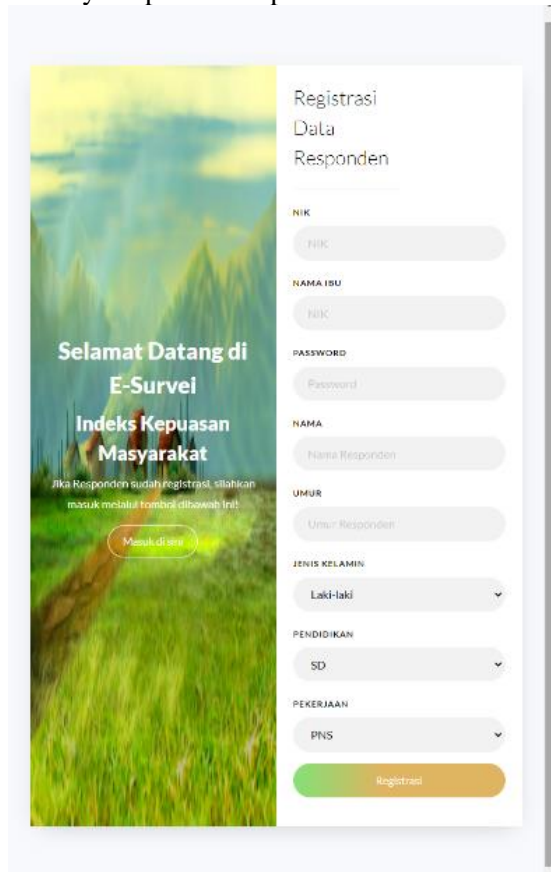 Registrasi
Data
Responden
NIK
NIK
NAMA IBU
NIK
PASSWORD
Password
NAMA
Nama Responden
UMUR
Umur Responden
JENIS KELAMIN
Laki-laki
PENDIDIKAN
SD
PEKERJAAN
PNS
Registrasi
Selamat Datang di
E-Survei
Indeks Kepuasan
Masyarakat
Jika Responden sudah registrasi, silahkan
masuk melalui tombol dibawah ini!
Masuk disini